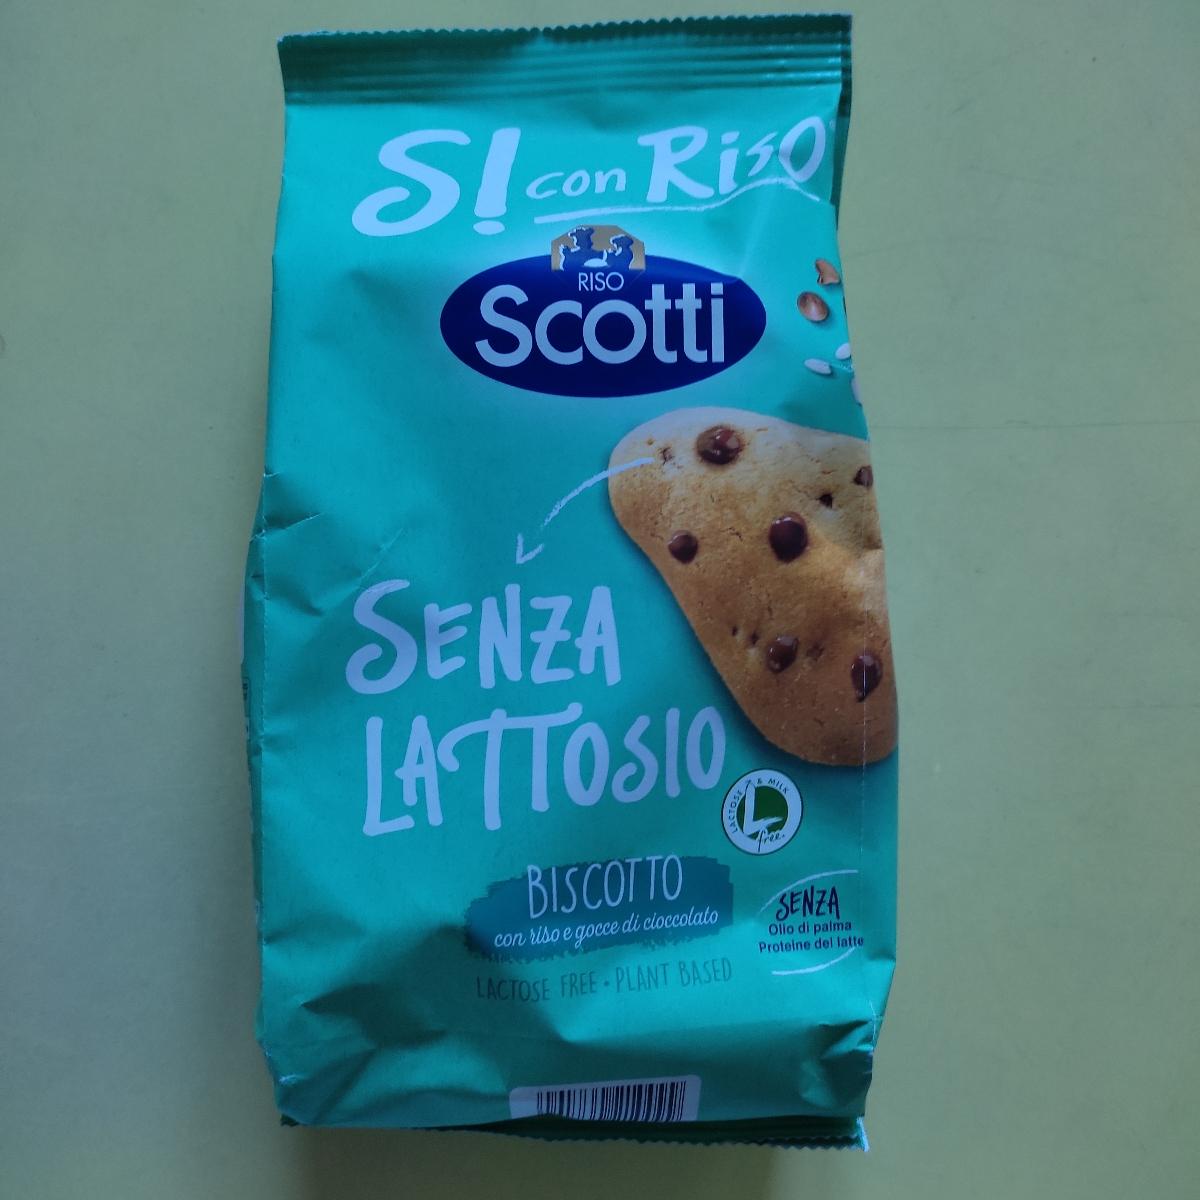 S! con Riso
RISO
Scotti
SENZA
LATTOSIO
LACTOSE & MILK
free.
BISCOTTO
con riso e gocce di cioccolato
LACTOSE FREE • PLANT BASED
SENZA
Olio di palma
Proteine del latte